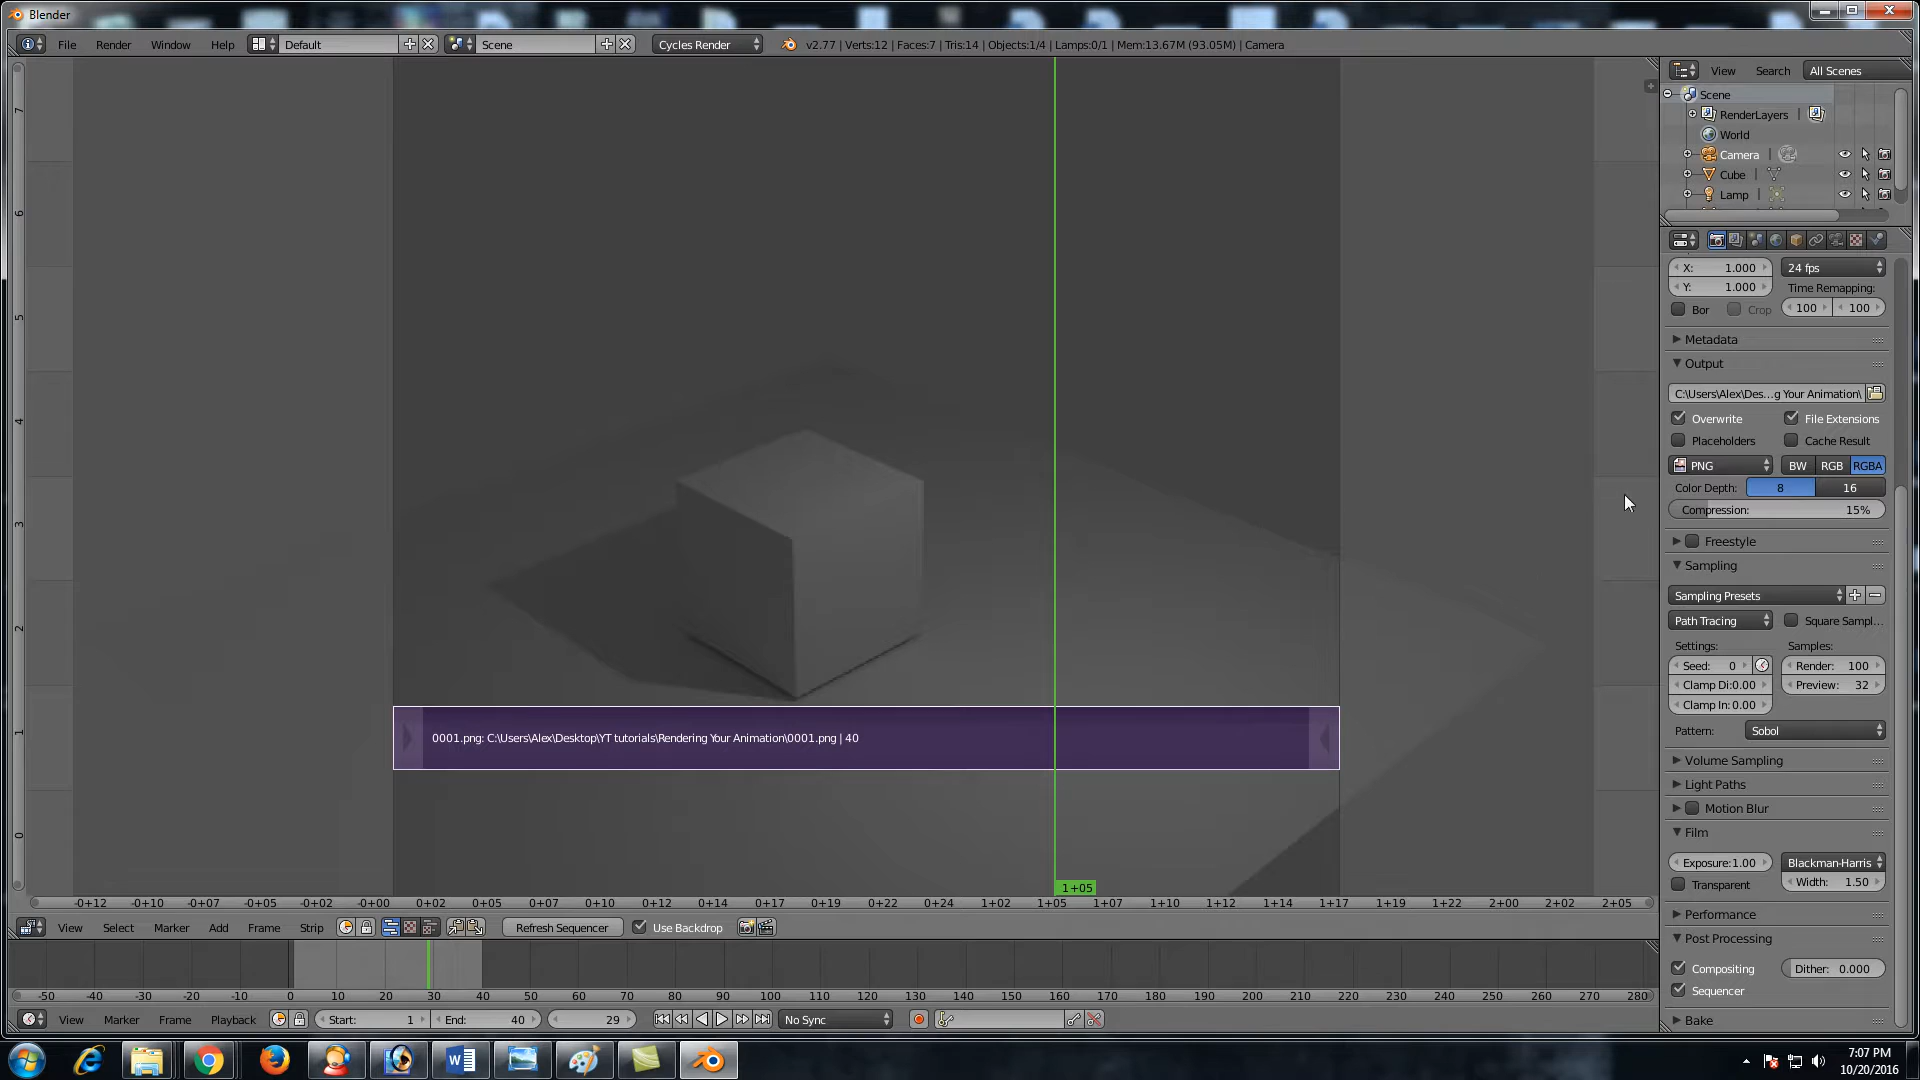 Blender
File Render Window Help Default Scene Cycles Render v2.77 | Verts:12 | Faces:7 | Tris:14 | Objects:1/4 | Lamps:0/1 | Mem:13.67M (93.05M) | Camera
View Search All Scenes
Scene
RenderLayers |
World
Camera |
Cube |
Lamp |
X: 1.000 24 fps
Y: 1.000 Time Remapping:
Bor Crop 100 100
Metadata
Output
C:\Users\Alex\Des...g Your Animation\
Overwrite File Extensions
Placeholders Cache Result
PNG BW RGB RGBA
Color Depth: 8 16
Compression: 15%
Freestyle
Sampling
Sampling Presets
Path Tracing Square Sampl...
Settings: Samples:
Seed: 0 Render: 100
Clamp Di:0.00 Preview: 32
Clamp In: 0.00
Pattern: Sobol
Volume Sampling
Light Paths
Motion Blur
Film
Exposure:1.00 Blackman-Harris
Transparent Width: 1.50
Performance
Post Processing
Compositing Dither: 0.000
Sequencer
Bake
7
6
5
4
3
2
1
0
0001.png: C:\Users\Alex\Desktop\YT tutorials\Rendering Your Animation\0001.png | 40
1+05
-0+12 -0+10 -0+07 -0+05 -0+02 -0+00 0+02 0+05 0+07 0+10 0+12 0+14 0+17 0+19 0+22 0+24 1+02 1+05 1+07 1+10 1+12 1+14 1+17 1+19 1+22 2+00 2+02 2+05
View Select Marker Add Frame Strip Refresh Sequencer Use Backdrop
-50 -40 -30 -20 -10 0 10 20 30 40 50 60 70 80 90 100 110 120 130 140 150 160 170 180 190 200 210 220 230 240 250 260 270 280
View Marker Frame Playback Start: 1 End: 40 29 No Sync
7:07 PM
10/20/2016